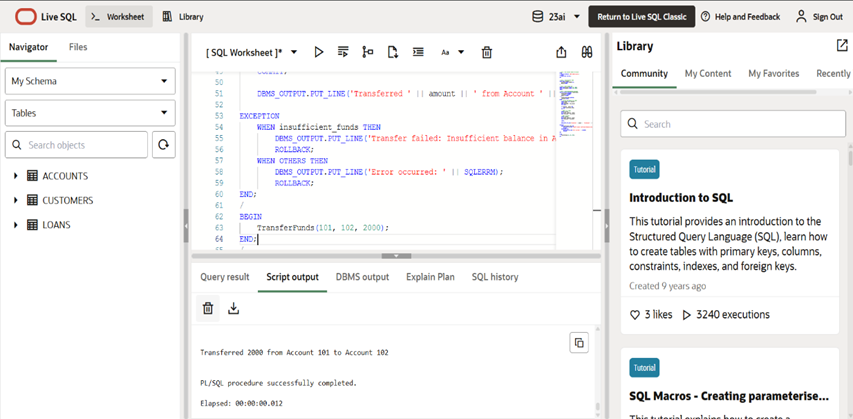 Live SQL
Worksheet
Library
23ai
Return to Live SQL Classic
Help and Feedback
Sign Out
Navigator
Files
My Schema
Tables
Search objects
ACCOUNTS
CUSTOMERS
LOANS
[ SQL Worksheet ]*
Aa
50
51 DBMS_OUTPUT.PUT_LINE('Transferred ' || amount || ' from Account ' ||
52
53 EXCEPTION
54 WHEN insufficient_funds THEN
55 DBMS_OUTPUT.PUT_LINE('Transfer failed: Insufficient balance in A
56 ROLLBACK;
57 WHEN OTHERS THEN
58 DBMS_OUTPUT.PUT_LINE('Error occurred: ' || SQLERRM);
59 ROLLBACK;
60 END;
61 /
62 BEGIN
63 TransferFunds(101, 102, 2000);
64 END;
Query result
Script output
DBMS output
Explain Plan
SQL history
Transferred 2000 from Account 101 to Account 102
PL/SQL procedure successfully completed.
Elapsed: 00:00:00.012
Library
Community
My Content
My Favorites
Recently
Search
Tutorial
Introduction to SQL
This tutorial provides an introduction to the
Structured Query Language (SQL), learn how
to create tables with primary keys, columns,
constraints, indexes, and foreign keys.
Created 9 years ago
3 likes
3240 executions
Tutorial
SQL Macros - Creating parameterise...